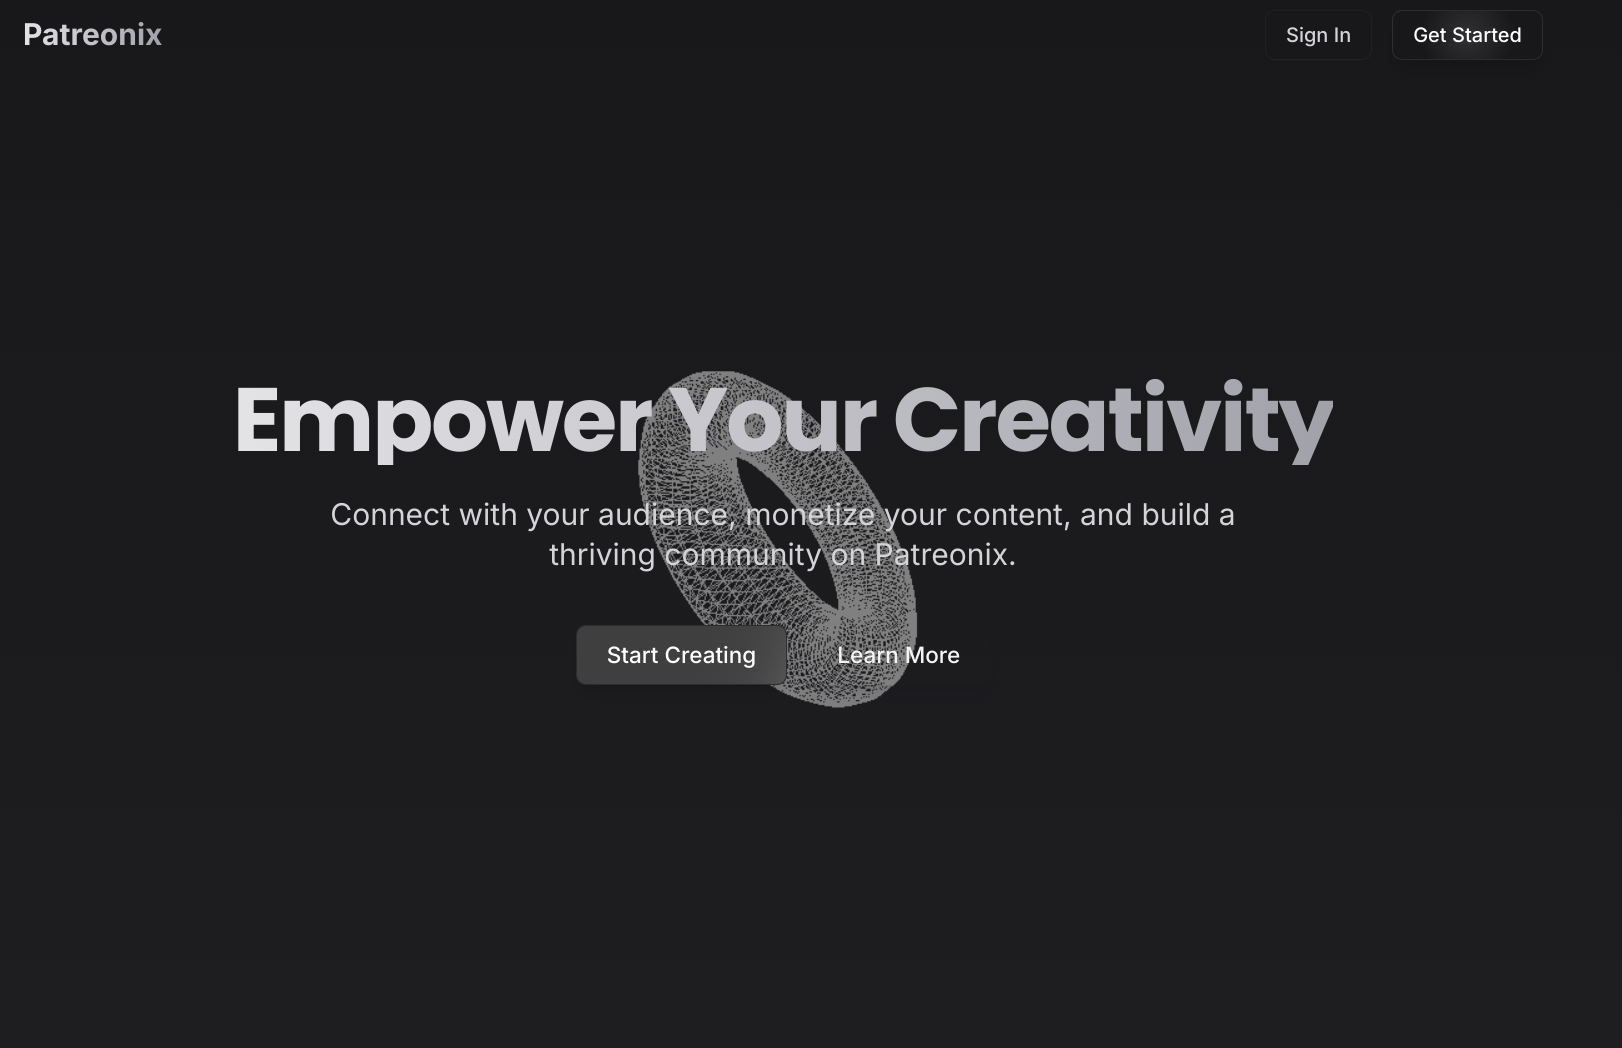 Patreonix
Sign In
Get Started
Empower Your Creativity
Connect with your audience, monetize your content, and build a
thriving community on Patreonix.
Start Creating
Learn More